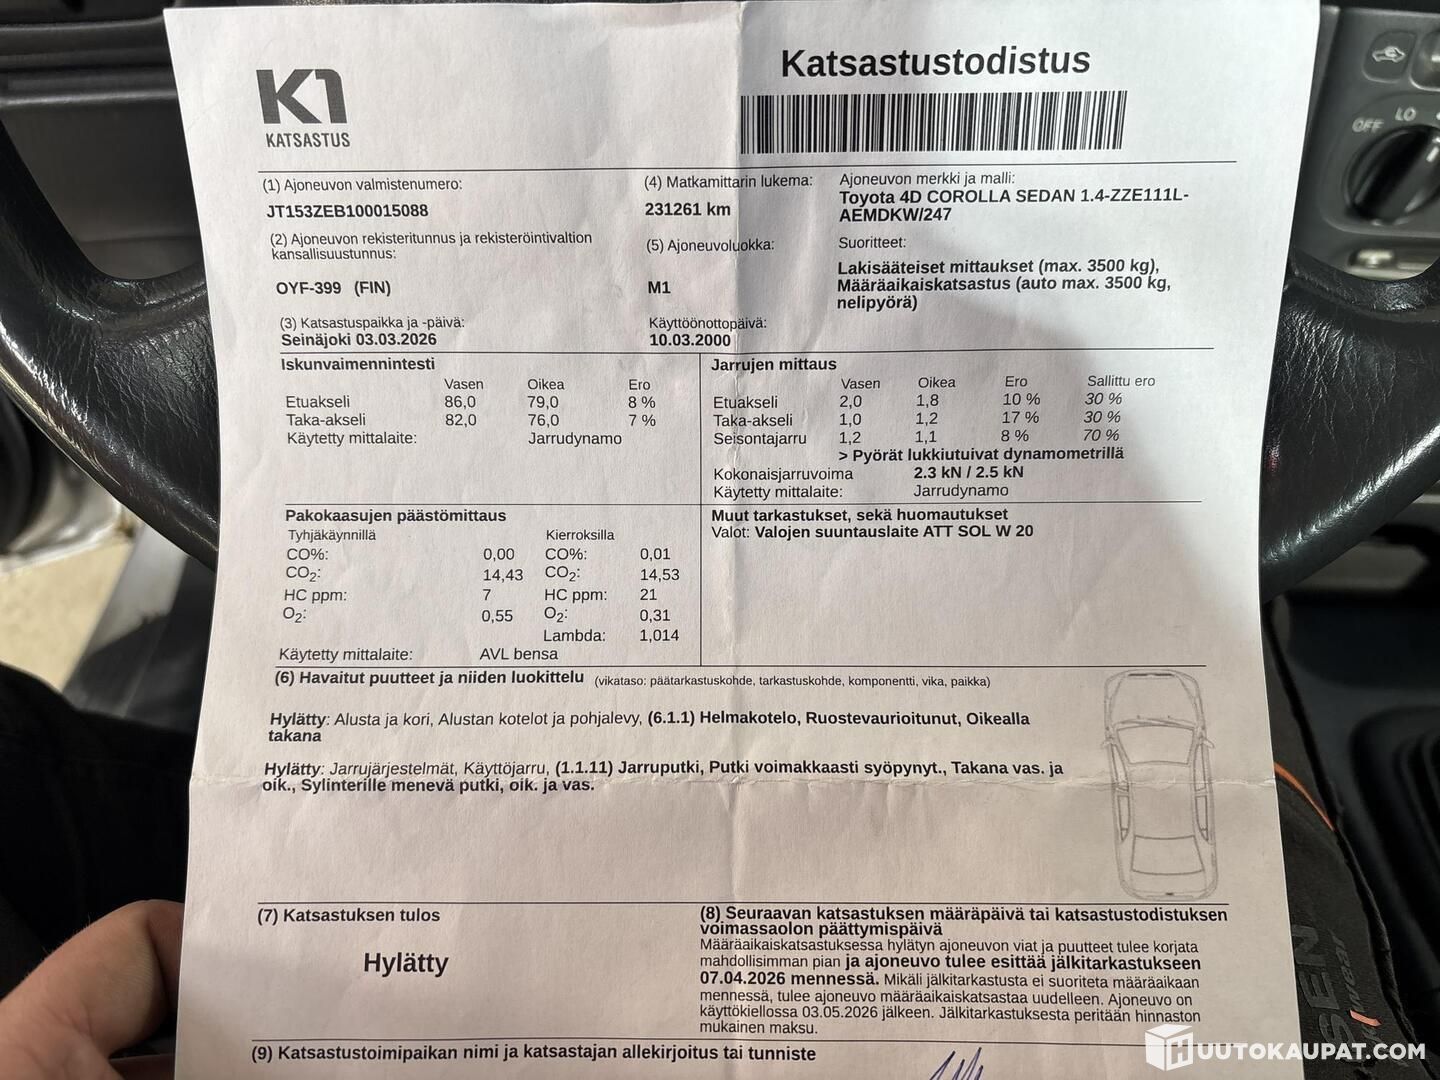 K1
KATSASTUS
Katsastustodistus
(1) Ajoneuvon valmistenumero:
JT153ZEB100015088
(4) Matkamittarin lukema:
231261 km
Ajoneuvon merkki ja malli:
Toyota 4D COROLLA SEDAN 1.4-ZZE111L-
AEMDKW/247
(2) Ajoneuvon rekisteritunnus ja rekisteröintivaltion
kansallisuustunnus:
OYF-399 (FIN)
(5) Ajoneuvoluokka:
M1
Suoritteet:
Lakisääteiset mittaukset (max. 3500 kg),
Määräaikaiskatsastus (auto max. 3500 kg,
nelipyörä)
(3) Katsastuspaikka ja -päivä:
Seinäjoki 03.03.2026
Käyttöönottopäivä:
10.03.2000
Iskunvaimennintesti
Vasen Oikea Ero
Etuakseli 86,0 79,0 8 %
Taka-akseli 82,0 76,0 7 %
Käytetty mittalaite: Jarrudynamo
Jarrujen mittaus
Vasen Oikea Ero Sallittu ero
Etuakseli 2,0 1,8 10 % 30 %
Taka-akseli 1,0 1,2 17 % 30 %
Seisontajarru 1,2 1,1 8 % 70 %
> Pyörät lukkiutuivat dynamometrillä
Kokonaisjarruvoima 2.3 kN / 2.5 kN
Käytetty mittalaite: Jarrudynamo
Pakokaasujen päästömittaus
Tyhjäkäynnillä Kierroksilla
CO%: 0,00 CO%: 0,01
CO2: 14,43 CO2: 14,53
HC ppm: 7 HC ppm: 21
O2: 0,55 O2: 0,31
Lambda: 1,014
Käytetty mittalaite: AVL bensa
Muut tarkastukset, sekä huomautukset
Valot: Valojen suuntauslaite ATT SOL W 20
(6) Havaitut puutteet ja niiden luokittelu (vikataso: päätarkastuskohde, tarkastuskohde, komponentti, vika, paikka)
Hylätty: Alusta ja kori, Alustan kotelot ja pohjalevy, (6.1.1) Helmakotelo, Ruostevaurioitunut, Oikealla
takana
Hylätty: Jarrujärjestelmät, Käyttöjarru, (1.1.11) Jarruputki, Putki voimakkaasti syöpynyt., Takana vas. ja
oik., Sylinterille menevä putki, oik. ja vas.
(7) Katsastuksen tulos
Hylätty
(8) Seuraavan katsastuksen määräpäivä tai katsastustodistuksen
voimassaolon päättymispäivä
Määräaikaiskatsastuksessa hylätyn ajoneuvon viat ja puutteet tulee korjata
mahdollisimman pian ja ajoneuvo tulee esittää jälkitarkastukseen
07.04.2026 mennessä. Mikäli jälkitarkastusta ei suoriteta määräaikaan
mennessä, tulee ajoneuvo määräaikaiskatsastaa uudelleen. Ajoneuvo on
käyttökiellossa 03.05.2026 jälkeen. Jälkitarkastuksesta peritään hinnaston
mukainen maksu.
(9) Katsastustoimipaikan nimi ja katsastajan allekirjoitus tai tunniste
OFF
LO
HUUTOKAUPAT.COM